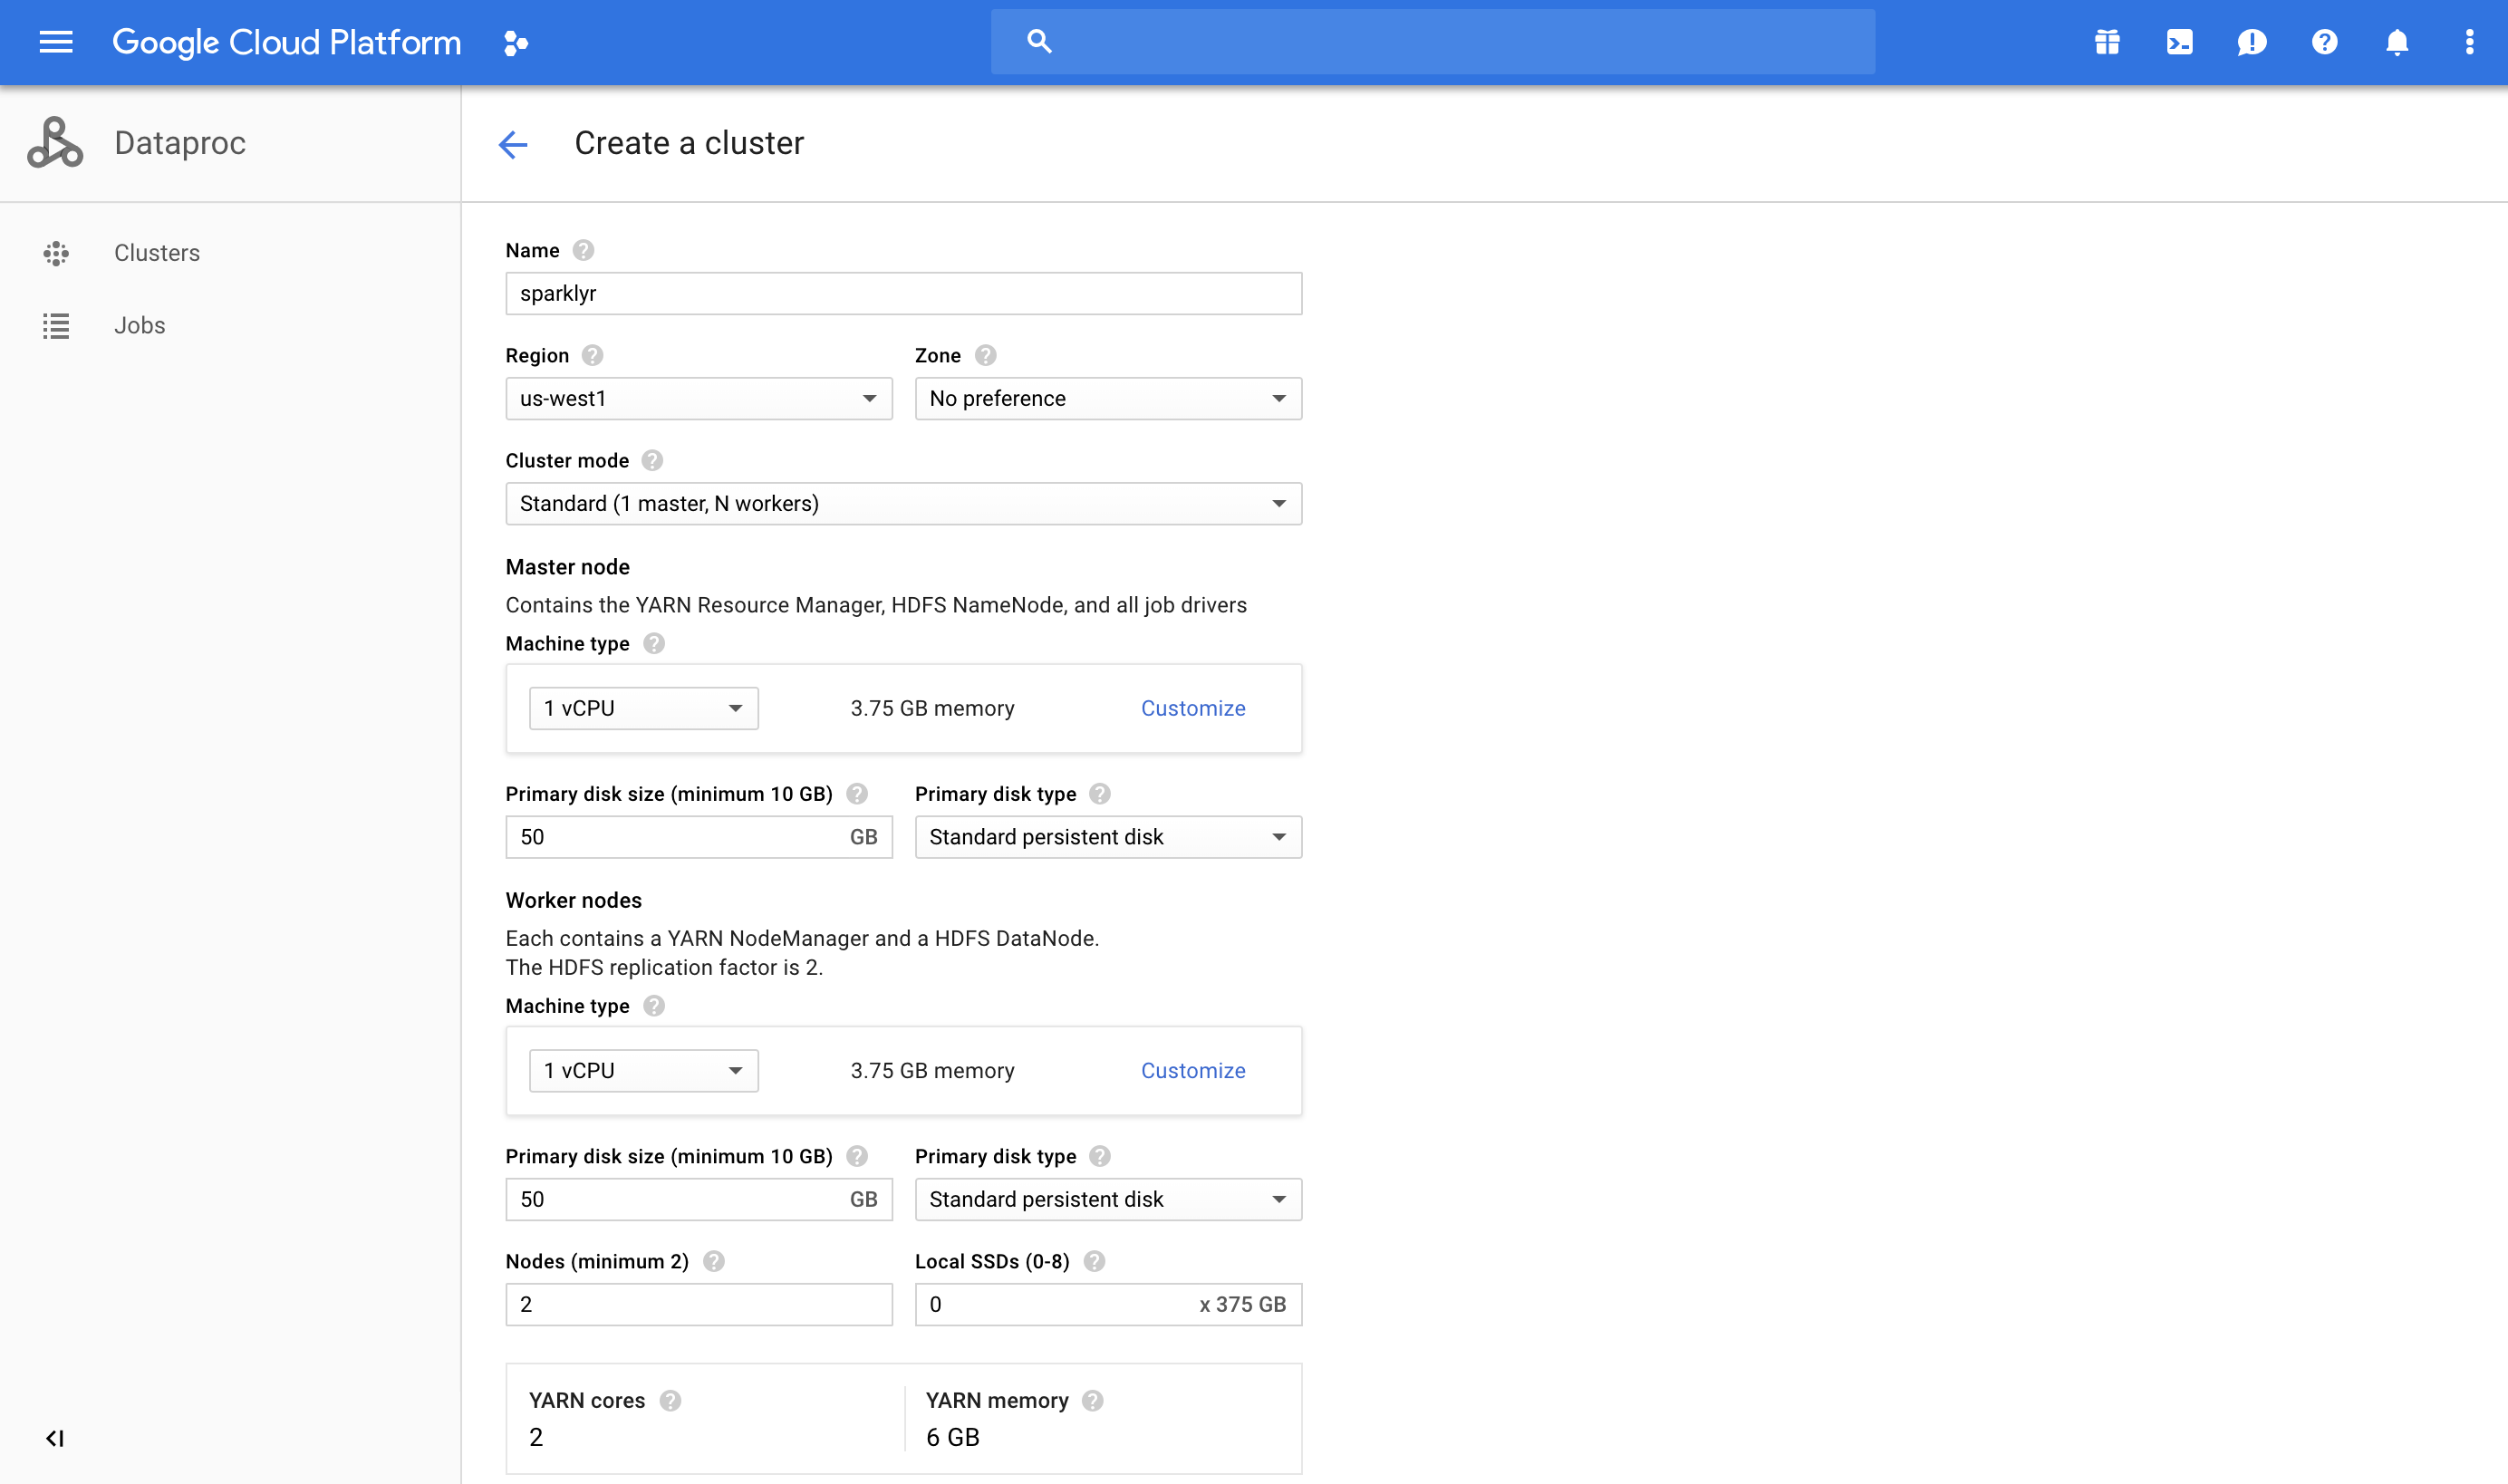 Google Cloud Platform
Dataproc
Create a cluster
Clusters
Jobs
Name
sparklyr
Region Zone
us-west1 No preference
Cluster mode
Standard (1 master, N workers)
Master node
Contains the YARN Resource Manager, HDFS NameNode, and all job drivers
Machine type
1 vCPU 3.75 GB memory Customize
Primary disk size (minimum 10 GB) Primary disk type
50 GB Standard persistent disk
Worker nodes
Each contains a YARN NodeManager and a HDFS DataNode.
The HDFS replication factor is 2.
Machine type
1 vCPU 3.75 GB memory Customize
Primary disk size (minimum 10 GB) Primary disk type
50 GB Standard persistent disk
Nodes (minimum 2) Local SSDs (0-8)
2 0 x 375 GB
YARN cores YARN memory
2 6 GB